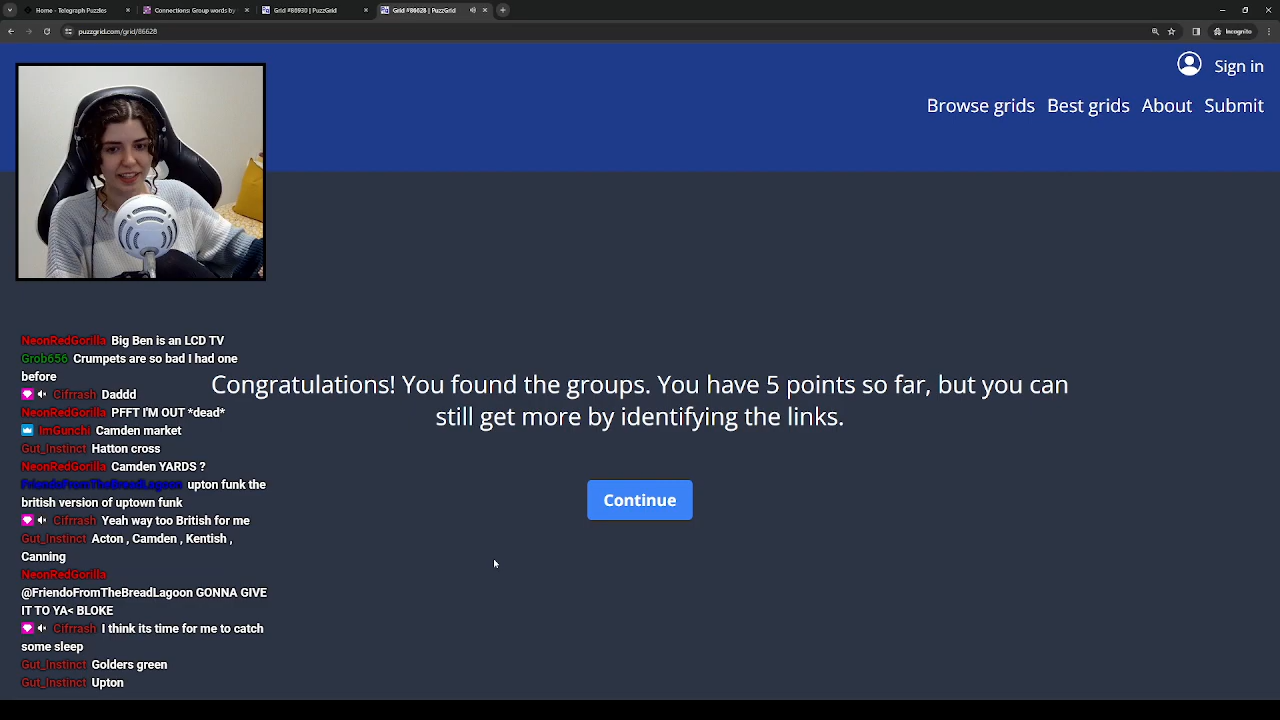 Home - Telegraph Puzzles
Connections: Group words by
Grid #86930 | PuzzGrid
Grid #86628 | PuzzGrid
puzzgrid.com/grid/86628
Incognito
Sign in
Browse grids Best grids About Submit
NeonRedGorilla Big Ben is an LCD TV
Grob656 Crumpets are so bad I had one
before
Cifrrash Daddd
NeonRedGorilla PFFT I'M OUT *dead*
ImGunchi Camden market
Gut_Instinct Hatton cross
NeonRedGorilla Camden YARDS ?
FriendoFromTheBreadLagoon upton funk the
british version of uptown funk
Cifrrash Yeah way too British for me
Gut_Instinct Acton , Camden , Kentish ,
Canning
NeonRedGorilla
@FriendoFromTheBreadLagoon GONNA GIVE
IT TO YA< BLOKE
Cifrrash I think its time for me to catch
some sleep
Gut_Instinct Golders green
Gut_Instinct Upton
Congratulations! You found the groups. You have 5 points so far, but you can
still get more by identifying the links.
Continue